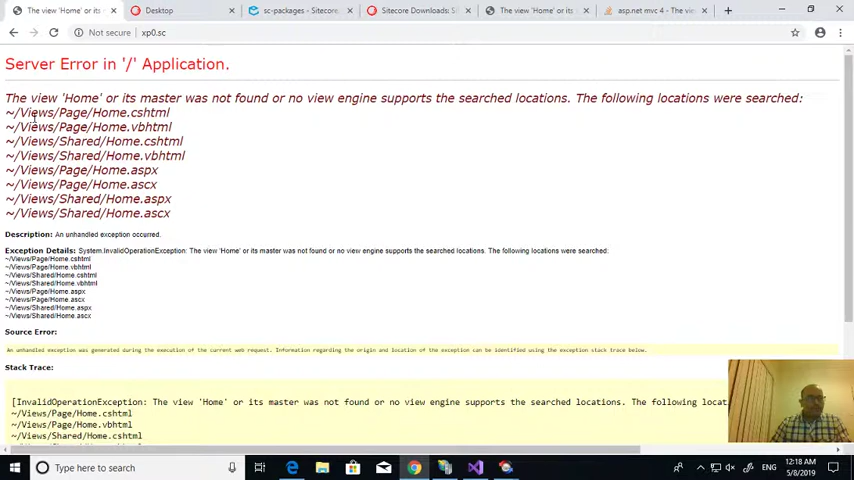 The view 'Home' or its
Desktop
sc-packages - Sitecore.
Sitecore Downloads: Si
The view 'Home' or its m
asp.net mvc 4 - The vie
Not secure | xp0.sc
Server Error in '/' Application.
The view 'Home' or its master was not found or no view engine supports the searched locations. The following locations were searched:
~/Views/Page/Home.cshtml
~/Views/Page/Home.vbhtml
~/Views/Shared/Home.cshtml
~/Views/Shared/Home.vbhtml
~/Views/Page/Home.aspx
~/Views/Page/Home.ascx
~/Views/Shared/Home.aspx
~/Views/Shared/Home.ascx
Description: An unhandled exception occurred.
Exception Details: System.InvalidOperationException: The view 'Home' or its master was not found or no view engine supports the searched locations. The following locations were searched:
~/Views/Page/Home.cshtml
~/Views/Page/Home.vbhtml
~/Views/Shared/Home.cshtml
~/Views/Shared/Home.vbhtml
~/Views/Page/Home.aspx
~/Views/Page/Home.ascx
~/Views/Shared/Home.aspx
~/Views/Shared/Home.ascx
Source Error:
An unhandled exception was generated during the execution of the current web request. Information regarding the origin and location of the exception can be identified using the exception stack trace below.
Stack Trace:
[InvalidOperationException: The view 'Home' or its master was not found or no view engine supports the searched locations. The following locat
~/Views/Page/Home.cshtml
~/Views/Page/Home.vbhtml
~/Views/Shared/Home.cshtml
Type here to search
ENG
12:18 AM
5/8/2019